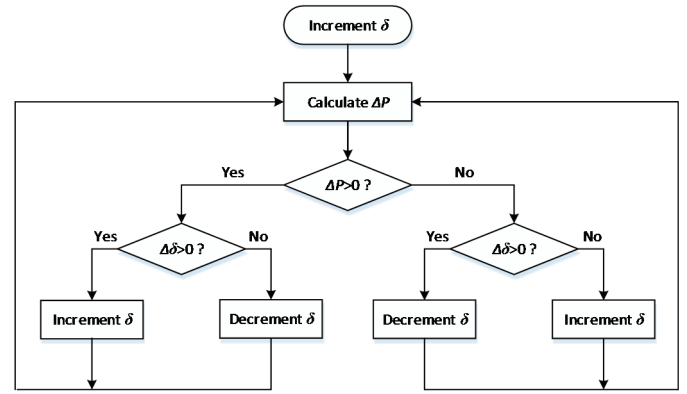 Increment δ
Calculate ΔP
Yes
No
ΔP>0 ?
Yes
No
Yes
No
Δδ>0 ?
Δδ>0 ?
Increment δ
Decrement δ
Decrement δ
Increment δ